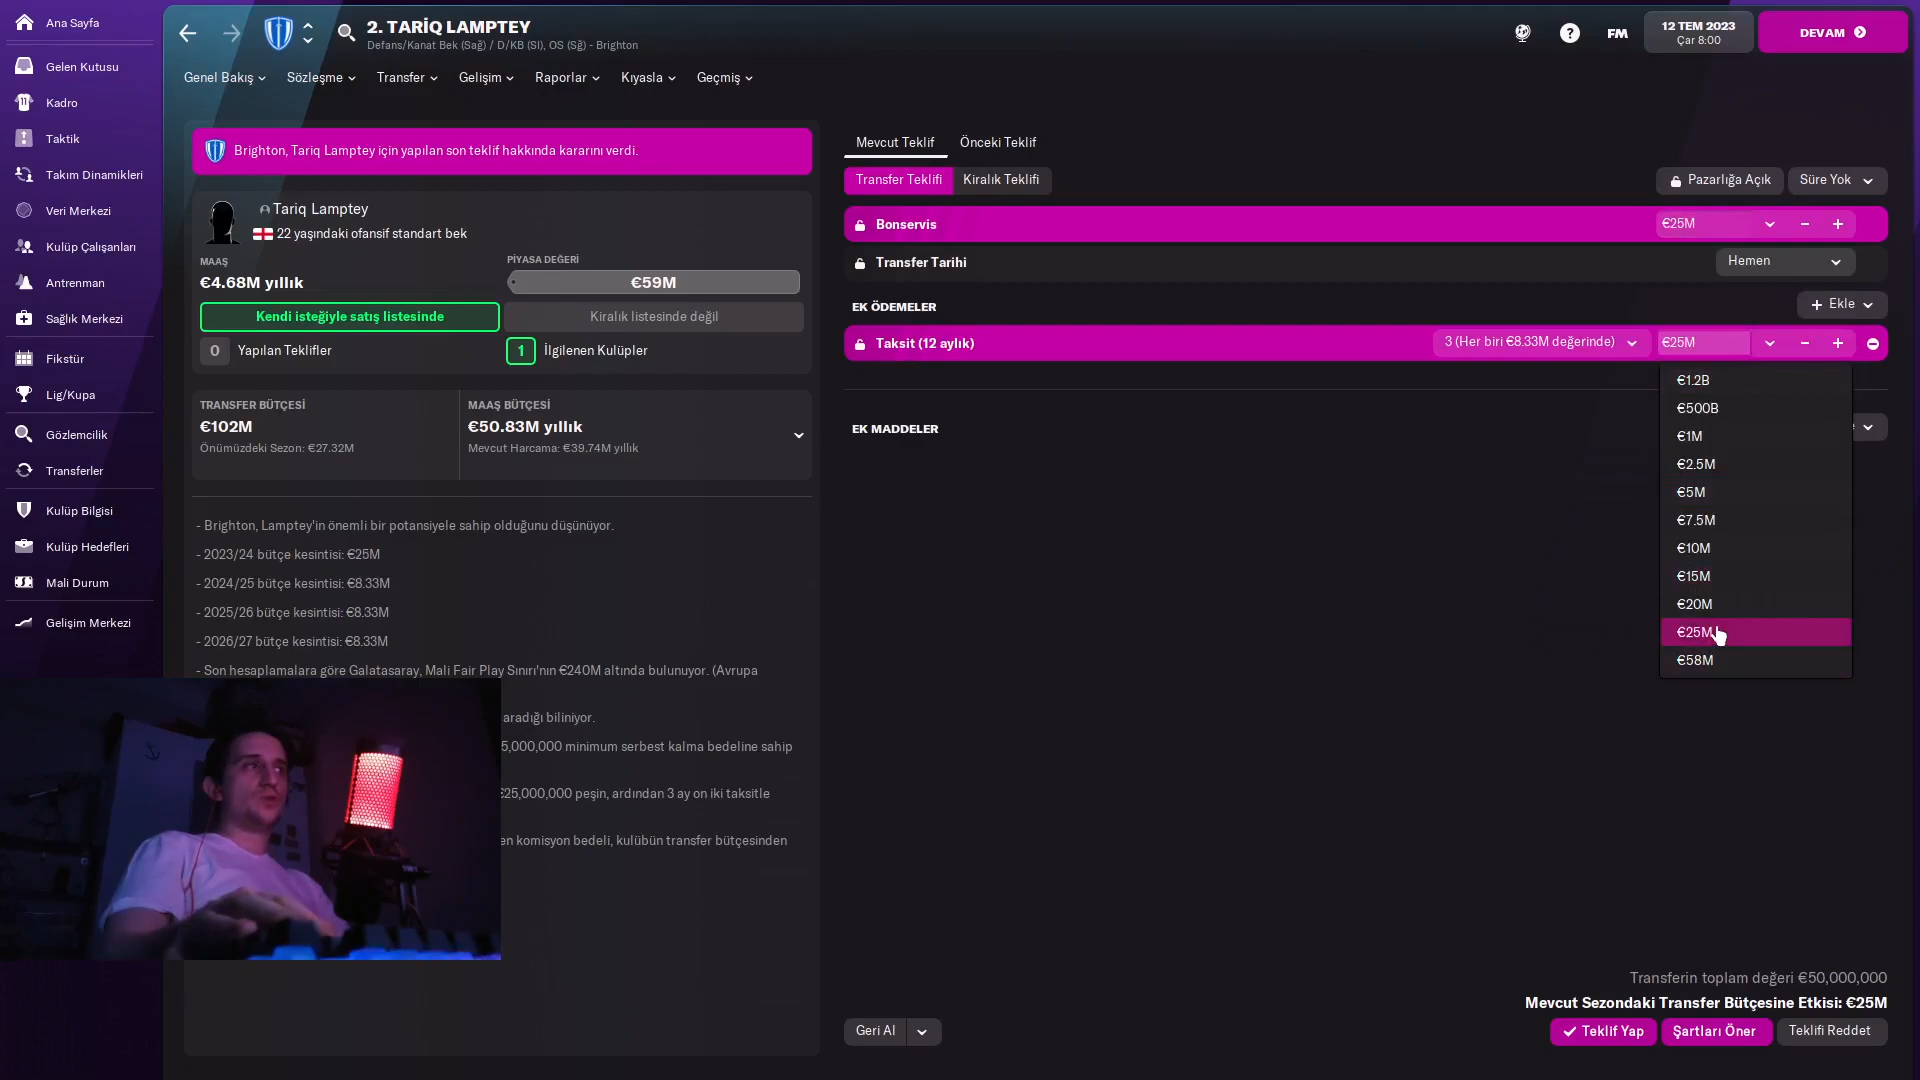 Ana Sayfa
Gelen Kutusu
Kadro
Taktik
Takım Dinamikleri
Veri Merkezi
Kulüp Çalışanları
Antrenman
Sağlık Merkezi
Fikstür
Lig/Kupa
Gözlemcilik
Transferler
Kulüp Bilgisi
Kulüp Hedefleri
Mali Durum
Gelişim Merkezi
2. TARİQ LAMPTEY
Defans/Kanat Bek (Sağ) / D/KB (Sl), OS (Sğ) - Brighton
FM
12 TEM 2023
Çar 8:00
DEVAM
Genel Bakış
Sözleşme
Transfer
Gelişim
Raporlar
Kıyasla
Geçmiş
Brighton, Tariq Lamptey için yapılan son teklif hakkında kararını verdi.
Tariq Lamptey
22 yaşındaki ofansif standart bek
MAAŞ
€4.68M yıllık
PİYASA DEĞERİ
€59M
Kendi isteğiyle satış listesinde
Kiralık listesinde değil
0 Yapılan Teklifler
1 İlgilenen Kulüpler
TRANSFER BÜTÇESİ
€102M
Önümüzdeki Sezon: €27.32M
MAAŞ BÜTÇESİ
€50.83M yıllık
Mevcut Harcama: €39.74M yıllık
- Brighton, Lamptey'in önemli bir potansiyele sahip olduğunu düşünüyor.
- 2023/24 bütçe kesintisi: €25M
- 2024/25 bütçe kesintisi: €8.33M
- 2025/26 bütçe kesintisi: €8.33M
- 2026/27 bütçe kesintisi: €8.33M
- Son hesaplamalara göre Galatasaray, Mali Fair Play Sınırı'nın €240M altında bulunuyor. (Avrupa
aradığı biliniyor.
5,000,000 minimum serbest kalma bedeline sahip
€25,000,000 peşin, ardından 3 ay on iki taksitle
en komisyon bedeli, kulübün transfer bütçesinden
Mevcut Teklif
Önceki Teklif
Transfer Teklifi
Kiralık Teklifi
Pazarlığa Açık
Süre Yok
Bonservis
€25M
Transfer Tarihi
Hemen
EK ÖDEMELER
Ekle
Taksit (12 aylık)
3 (Her biri €8.33M değerinde)
€25M
€1.2B
€500B
€1M
€2.5M
€5M
€7.5M
€10M
€15M
€20M
€25M
€58M
EK MADDELER
Transferin toplam değeri €50,000,000
Mevcut Sezondaki Transfer Bütçesine Etkisi: €25M
Geri Al
Teklif Yap
Şartları Öner
Teklifi Reddet